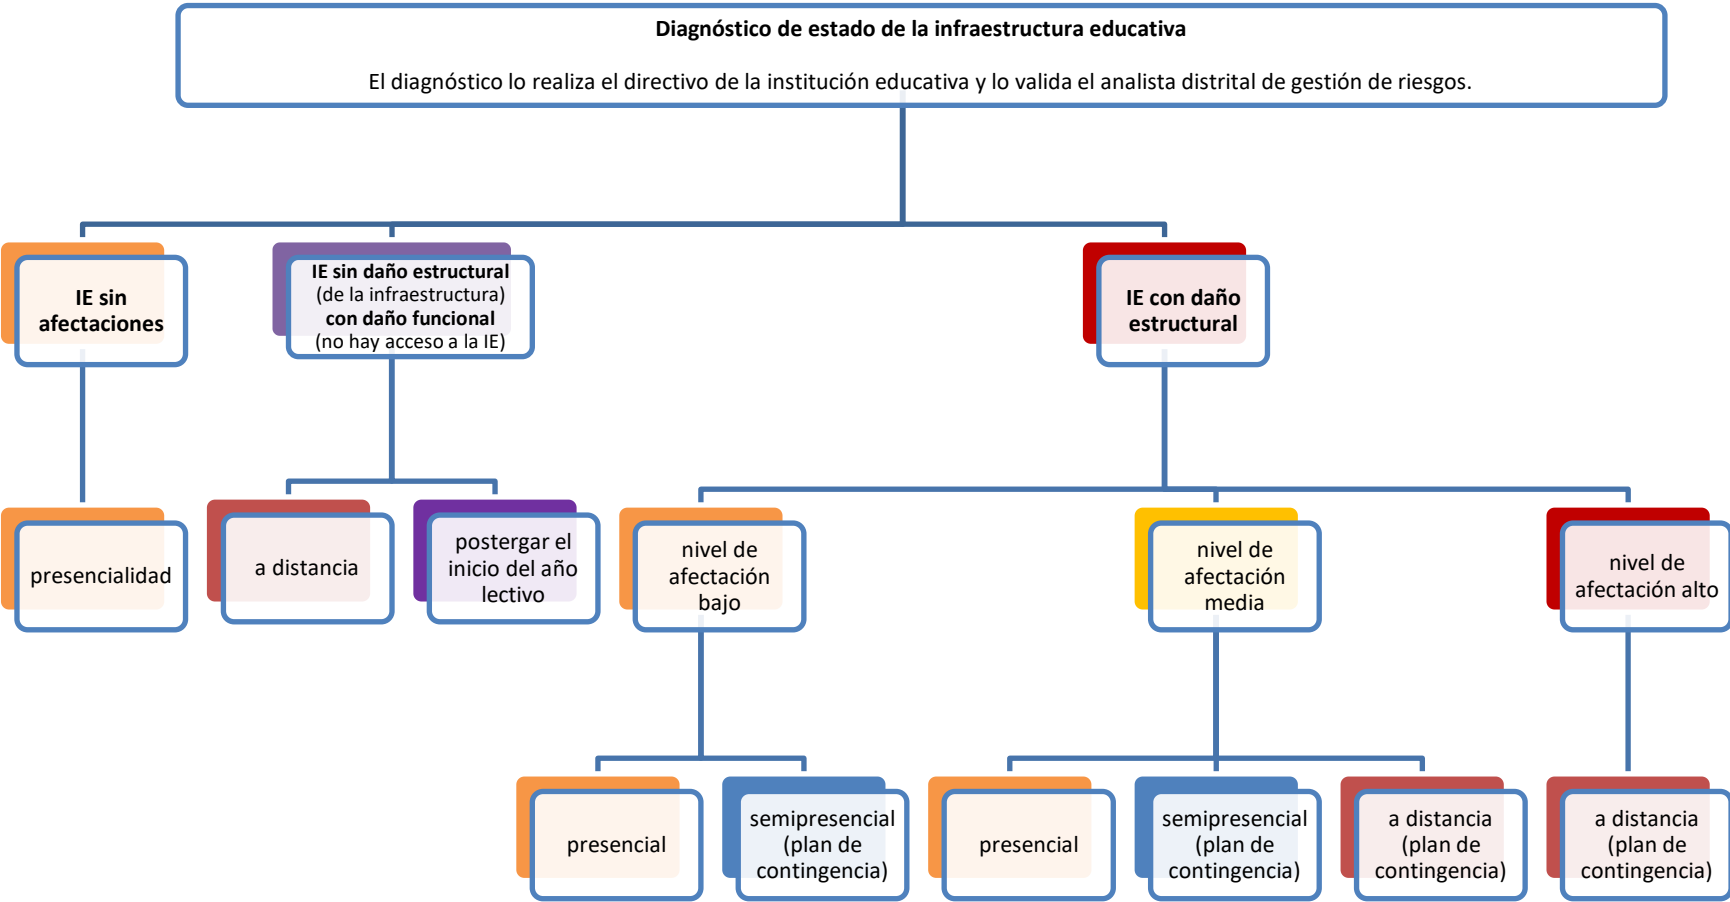 Diagnóstico de estado de la infraestructura educativa
El diagnóstico lo realiza el directivo de la institución educativa y lo valida el analista distrital de gestión de riesgos.
IE sin
afectaciones
IE sin daño estructural
(de la infraestructura)
con daño funcional
(no hay acceso a la IE)
IE con daño
estructural
presencialidad
a distancia
postergar el
inicio del año
lectivo
nivel de
afectación
bajo
nivel de
afectación
media
nivel de
afectación alto
presencial
semipresencial
(plan de
contingencia)
presencial
semipresencial
(plan de
contingencia)
a distancia
(plan de
contingencia)
a distancia
(plan de
contingencia)